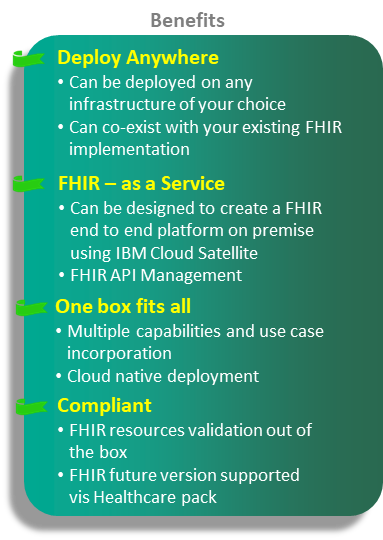 Benefits
Deploy Anywhere
• Can be deployed on any
infrastructure of your choice
• Can co-exist with your existing FHIR
implementation
FHIR – as a Service
• Can be designed to create a FHIR
end to end platform on premise
using IBM Cloud Satellite
• FHIR API Management
One box fits all
• Multiple capabilities and use case
incorporation
• Cloud native deployment
Compliant
• FHIR resources validation out of
the box
• FHIR future version supported
vis Healthcare pack